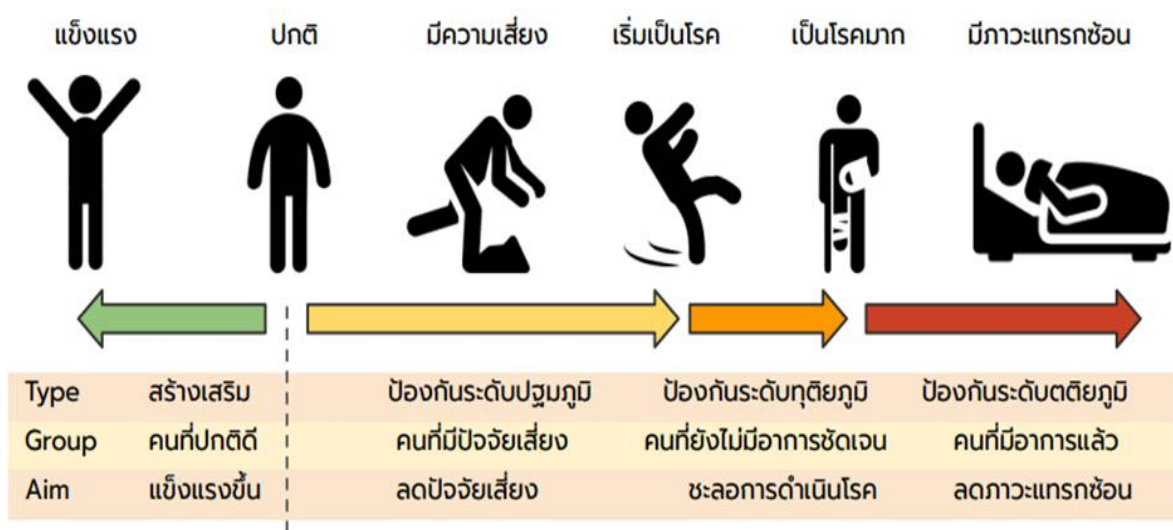 แข็งแรง ปกติ มีความเสี่ยง เริ่มเป็นโรค เป็นโรคมาก มีภาวะแทรกซ้อน
Type สร้างเสริม ป้องกันระดับปฐมภูมิ ป้องกันระดับทุติยภูมิ ป้องกันระดับตติยภูมิ
Group คนที่ปกติดี คนที่มีปัจจัยเสี่ยง คนที่ยังไม่มีอาการชัดเจน คนที่มีอาการแล้ว
Aim แข็งแรงขึ้น ลดปัจจัยเสี่ยง ชะลอการดำเนินโรค ลดภาวะแทรกซ้อน